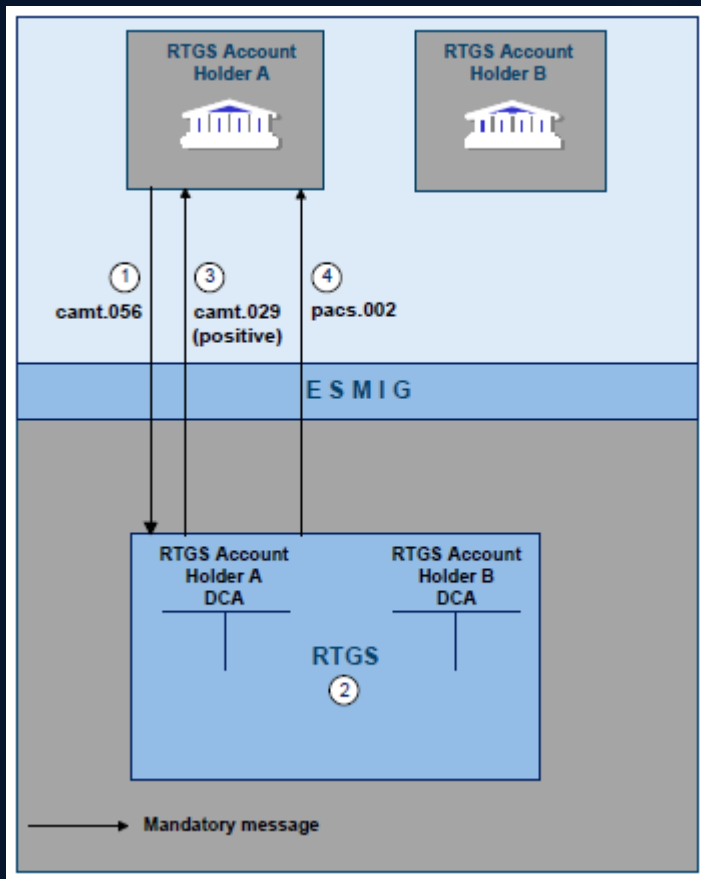 RTGS Account
Holder A
RTGS Account
Holder B
1
camt.056
3
camt.029
(positive)
4
pacs.002
ESMIG
RTGS Account
Holder A
DCA
RTGS Account
Holder B
DCA
RTGS
2
Mandatory message